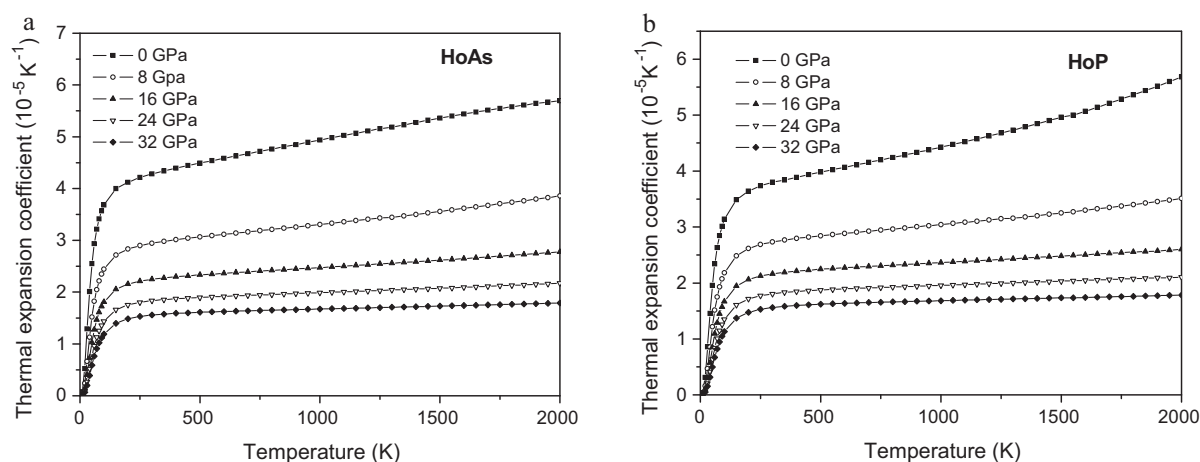 a
Thermal expansion coefficient (10⁻⁵K⁻¹)
7
6
5
4
3
2
1
0
0 GPa
8 Gpa
16 GPa
24 GPa
32 GPa
HoAs
0
500
1000
1500
2000
Temperature (K)
b
Thermal expansion coefficient (10⁻⁵K⁻¹)
6
5
4
3
2
1
0
0 GPa
8 GPa
16 GPa
24 GPa
32 GPa
HoP
0
500
1000
1500
2000
Temperature (K)